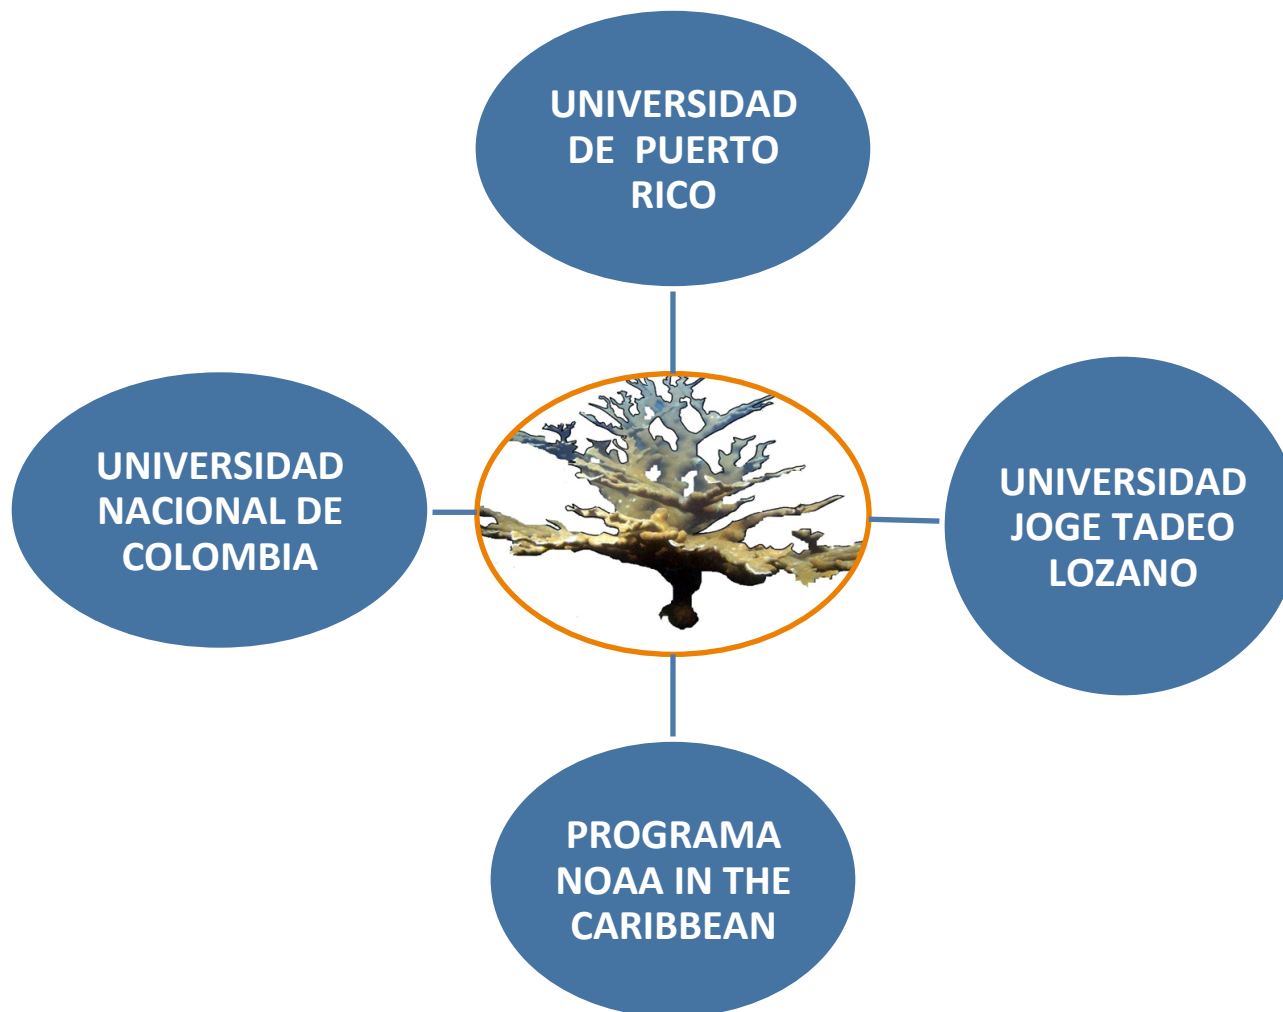 UNIVERSIDAD
DE PUERTO
RICO
UNIVERSIDAD
NACIONAL DE
COLOMBIA
UNIVERSIDAD
JOGE TADEO
LOZANO
PROGRAMA
NOAA IN THE
CARIBBEAN